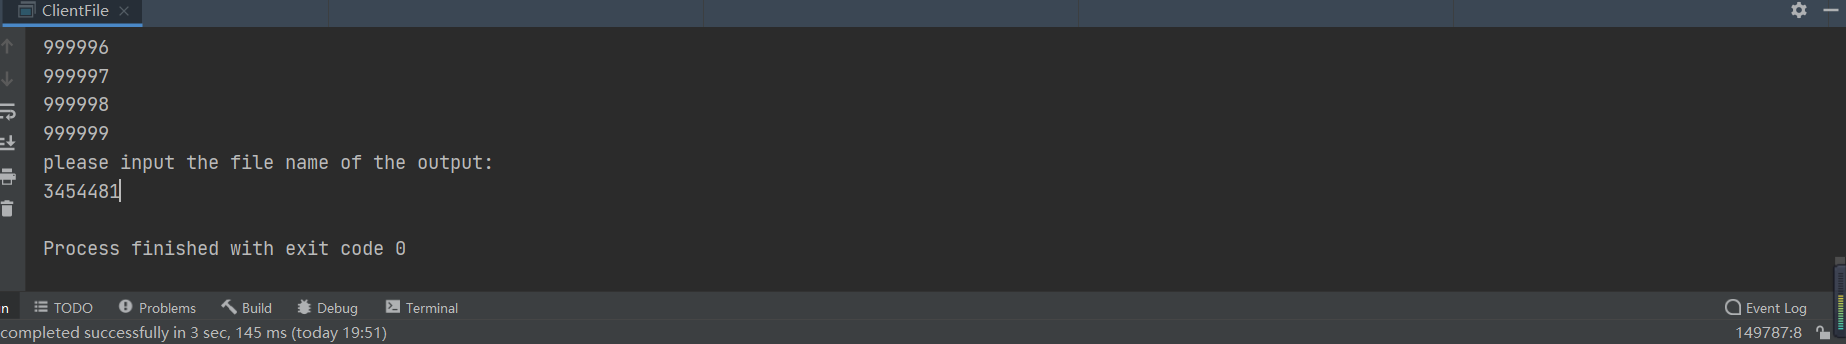 ClientFile
999996
999997
999998
999999
please input the file name of the output:
3454481
Process finished with exit code 0
TODO Problems Build Debug Terminal Event Log
completed successfully in 3 sec, 145 ms (today 19:51) 149787:8